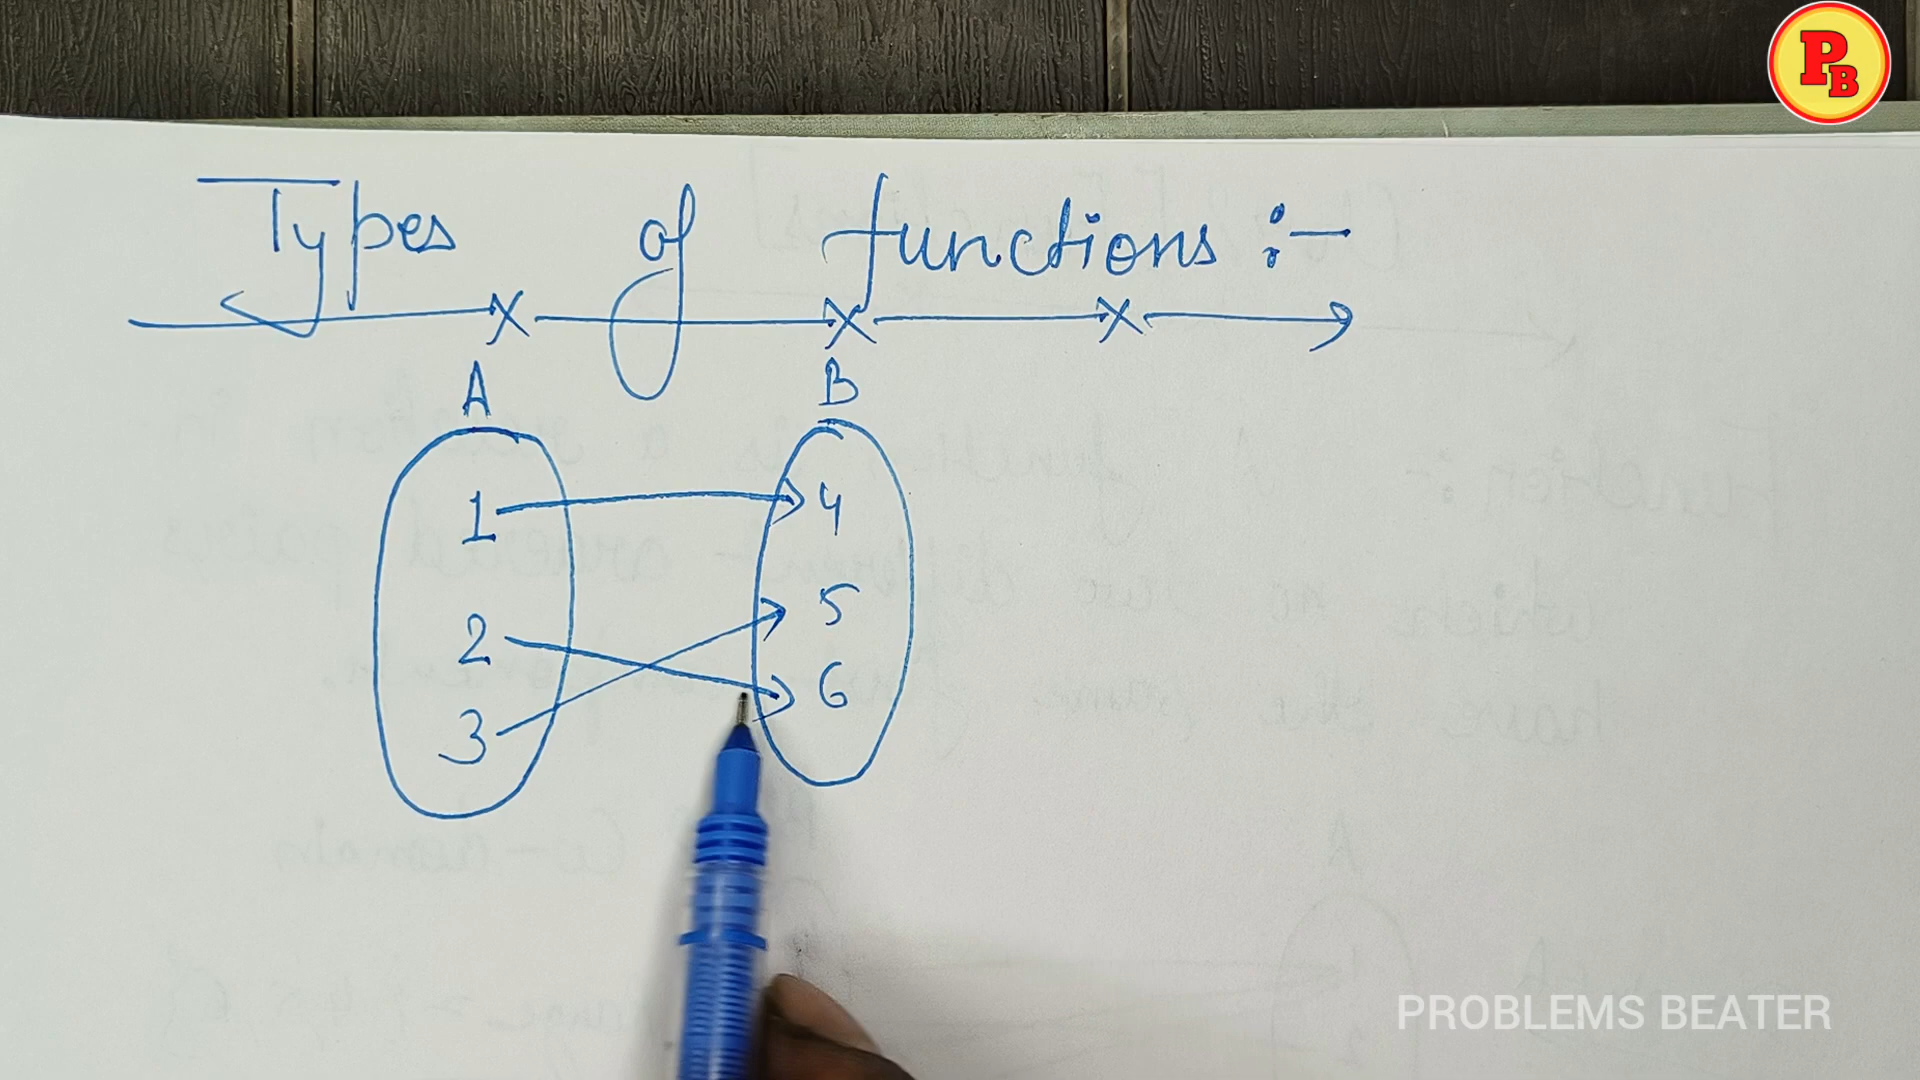 PB
Types of functions :-
A B
1 4
2 5
3 6
PROBLEMS BEATER